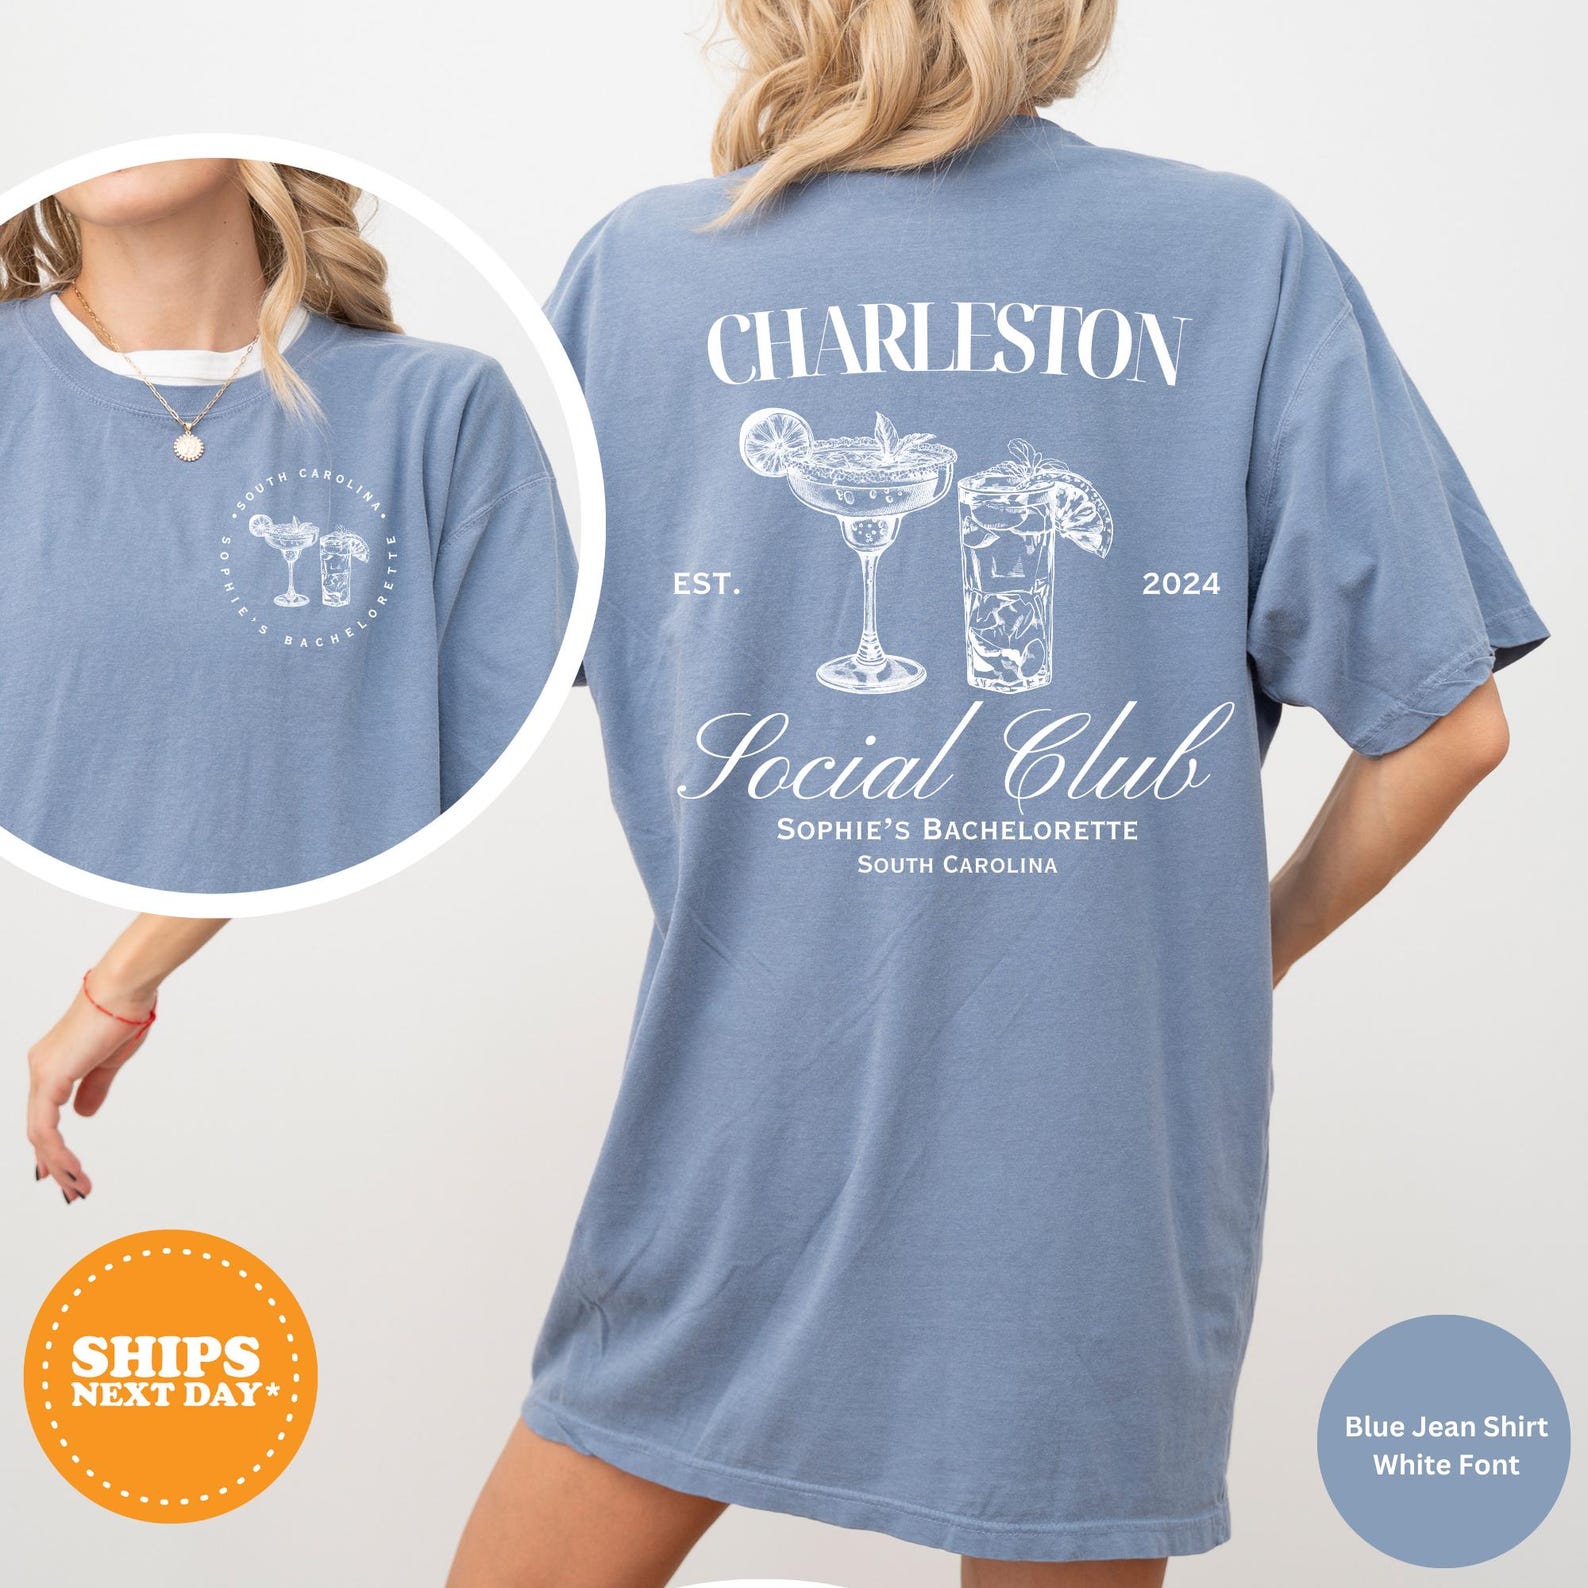 •SOUTH CAROLINA•
SOPHIE'S BACHELORETTE
CHARLESTON
EST. 2024
Social Club
SOPHIE'S BACHELORETTE
SOUTH CAROLINA
SHIPS
NEXT DAY*
Blue Jean Shirt
White Font